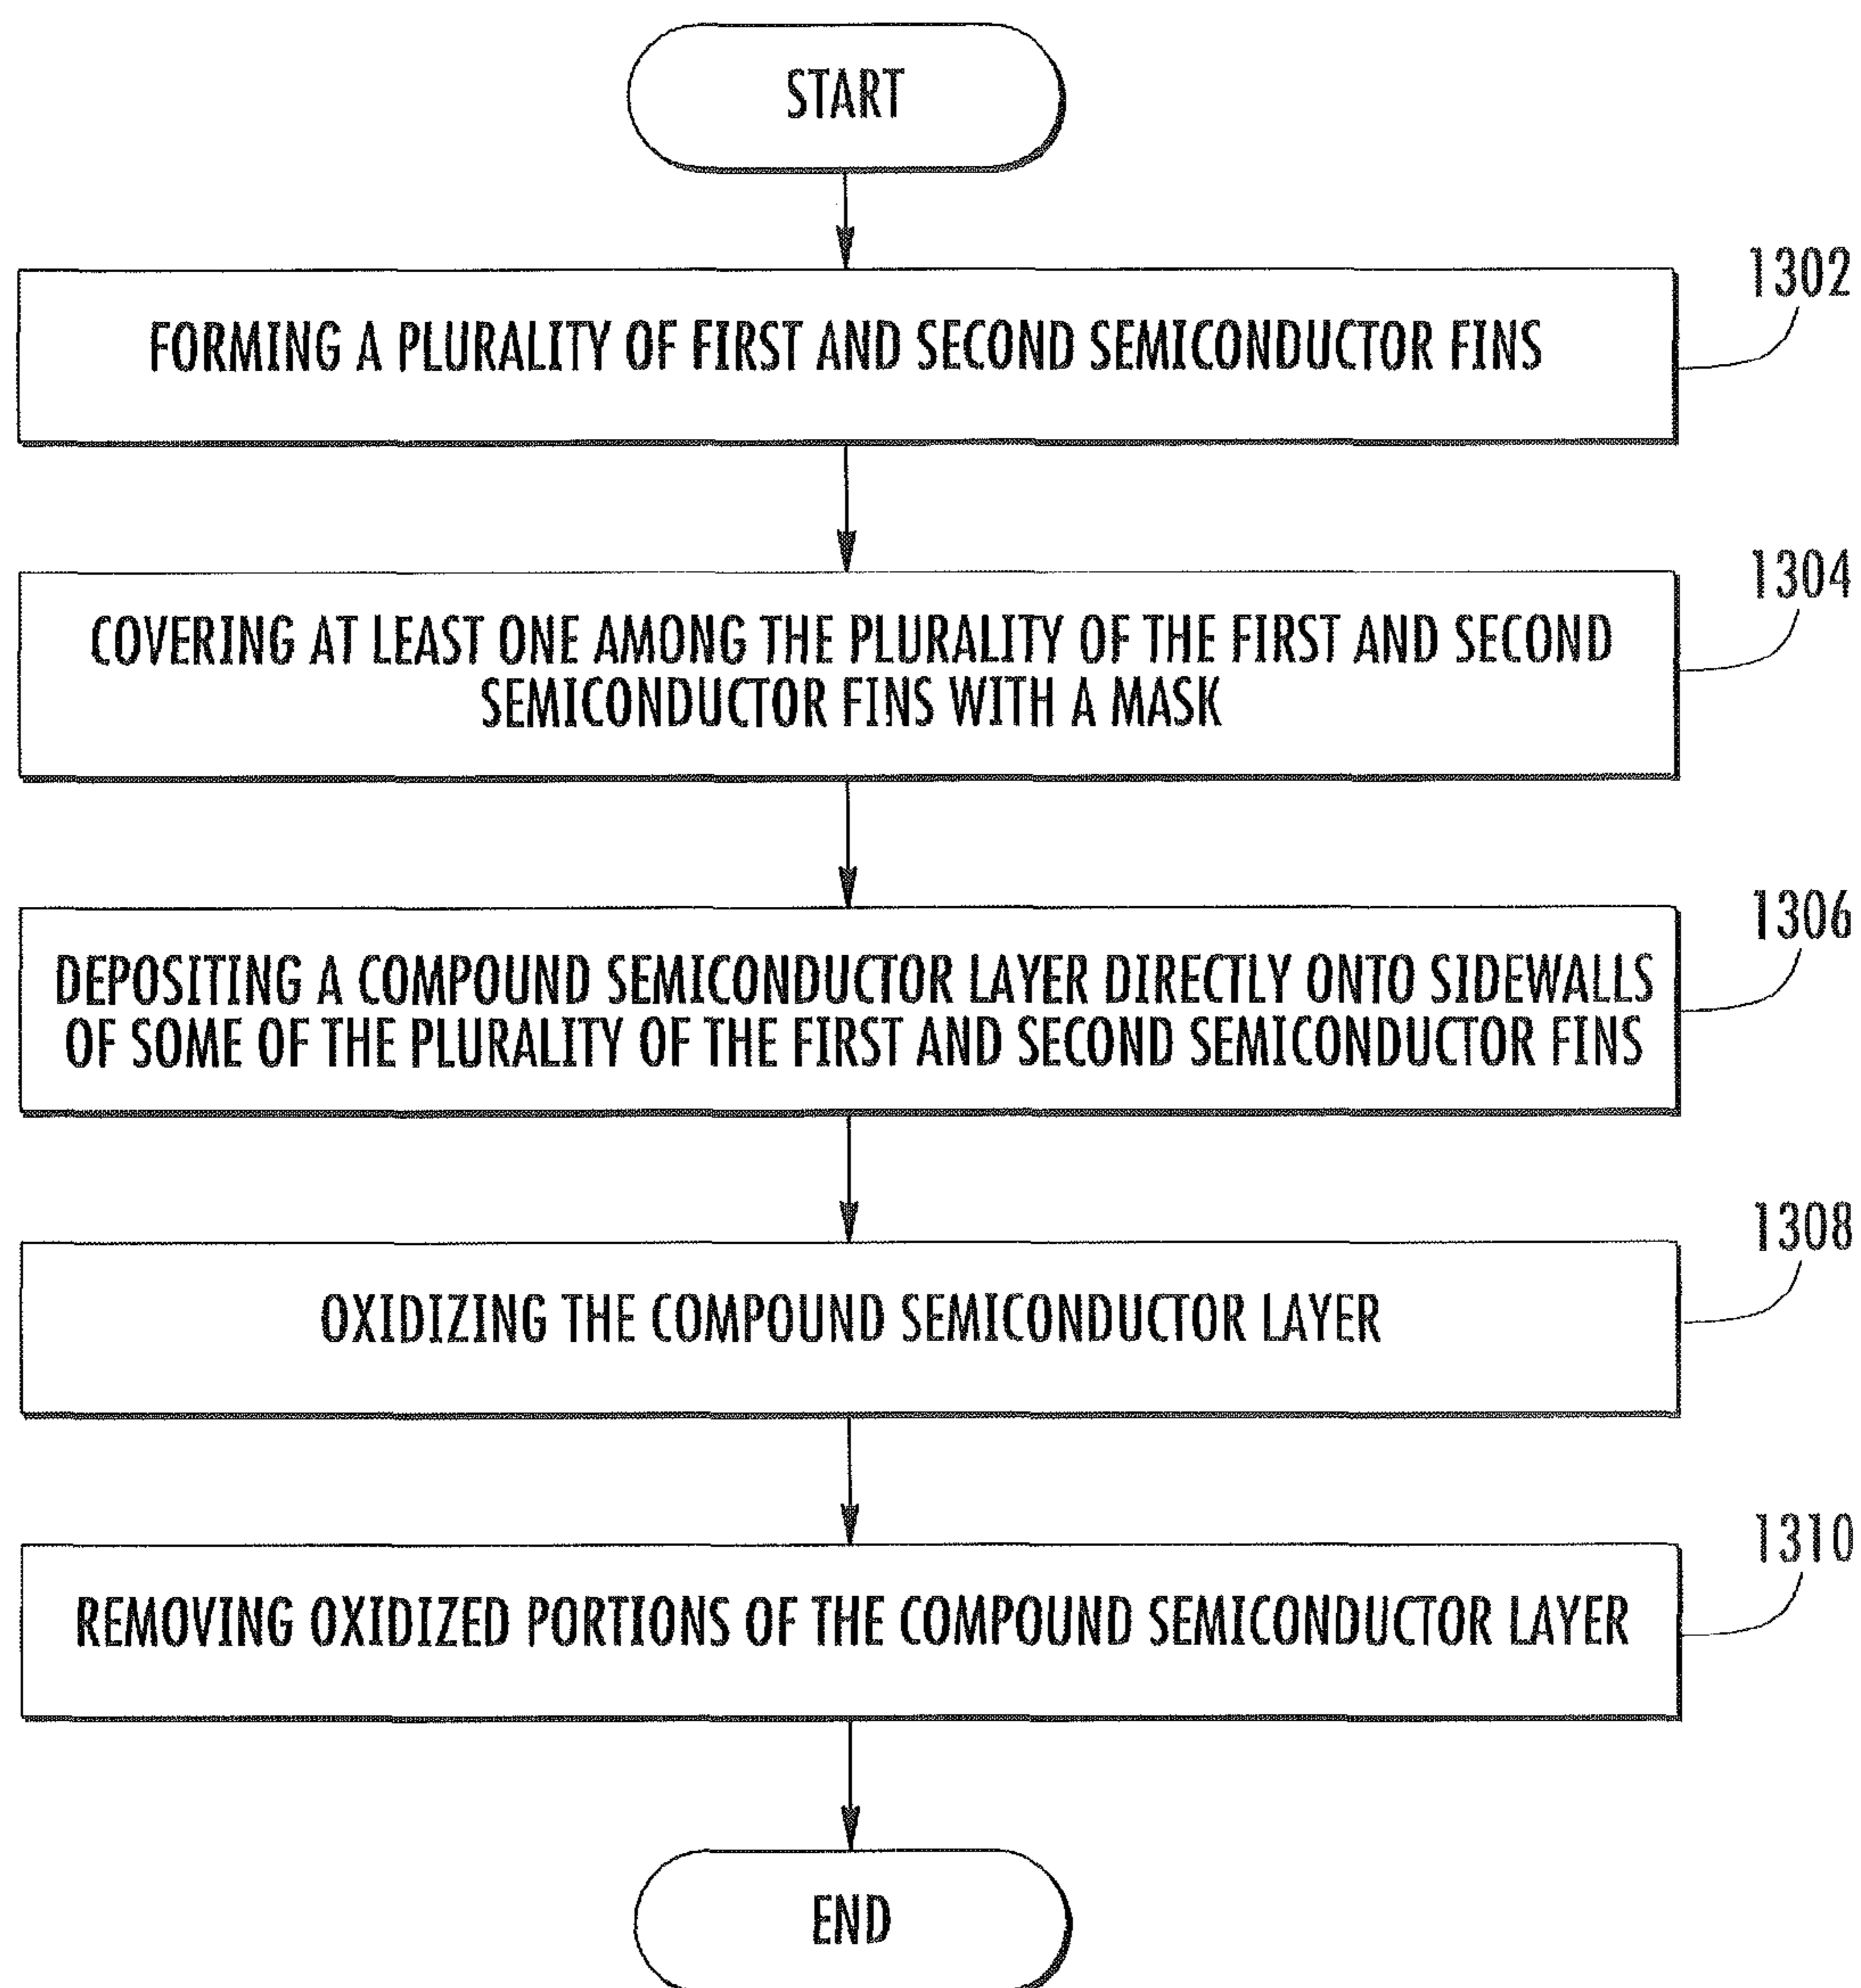 START
1302
FORMING A PLURALITY OF FIRST AND SECOND SEMICONDUCTOR FINS
1304
COVERING AT LEAST ONE AMONG THE PLURALITY OF THE FIRST AND SECOND
SEMICONDUCTOR FINS WITH A MASK
1306
DEPOSITING A COMPOUND SEMICONDUCTOR LAYER DIRECTLY ONTO SIDEWALLS
OF SOME OF THE PLURALITY OF THE FIRST AND SECOND SEMICONDUCTOR FINS
1308
OXIDIZING THE COMPOUND SEMICONDUCTOR LAYER
1310
REMOVING OXIDIZED PORTIONS OF THE COMPOUND SEMICONDUCTOR LAYER
END